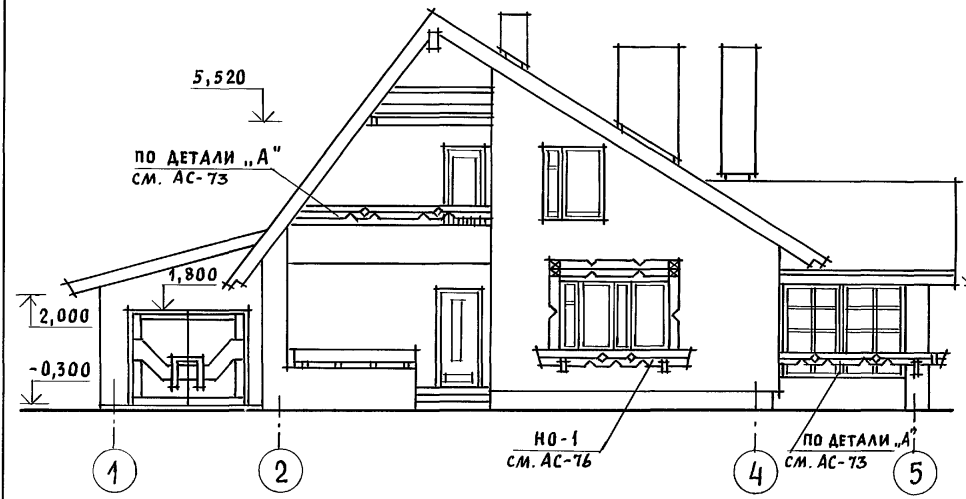 5,520
ПО ДЕТАЛИ „А"
СМ. АС-73
1,800
2,000
-0,300
НО-1
СМ. АС-76
ПО ДЕТАЛИ „А"
СМ. АС-73
1
2
4
5